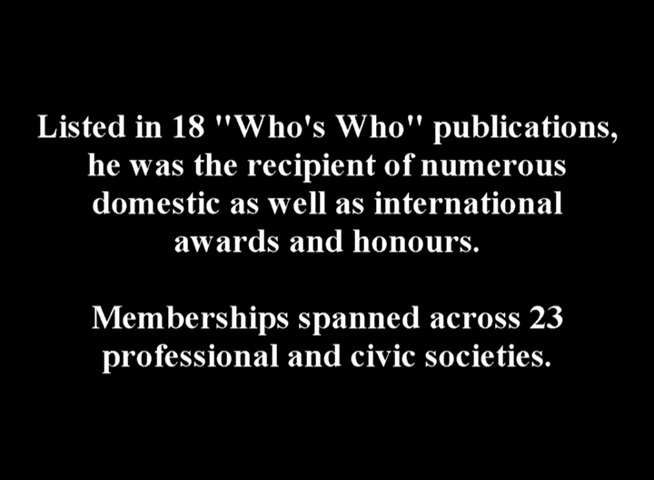 Listed in 18 "Who's Who" publications,
he was the recipient of numerous
domestic as well as international
awards and honours.
Memberships spanned across 23
professional and civic societies.